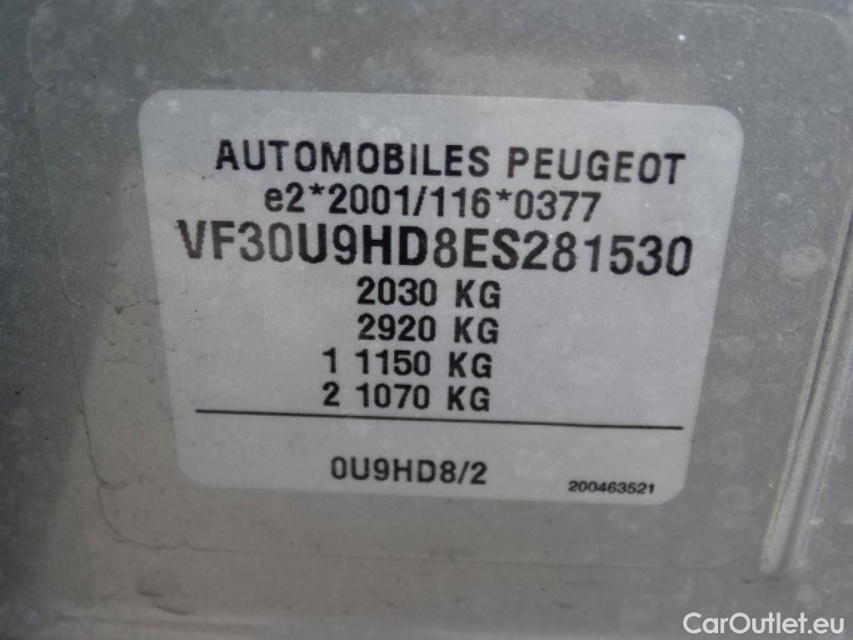 AUTOMOBILES PEUGEOT
e2*2001/116*0377
VF30U9HD8ES281530
2030 KG
2920 KG
1 1150 KG
2 1070 KG
0U9HD8/2
200463521
CarOutlet.eu